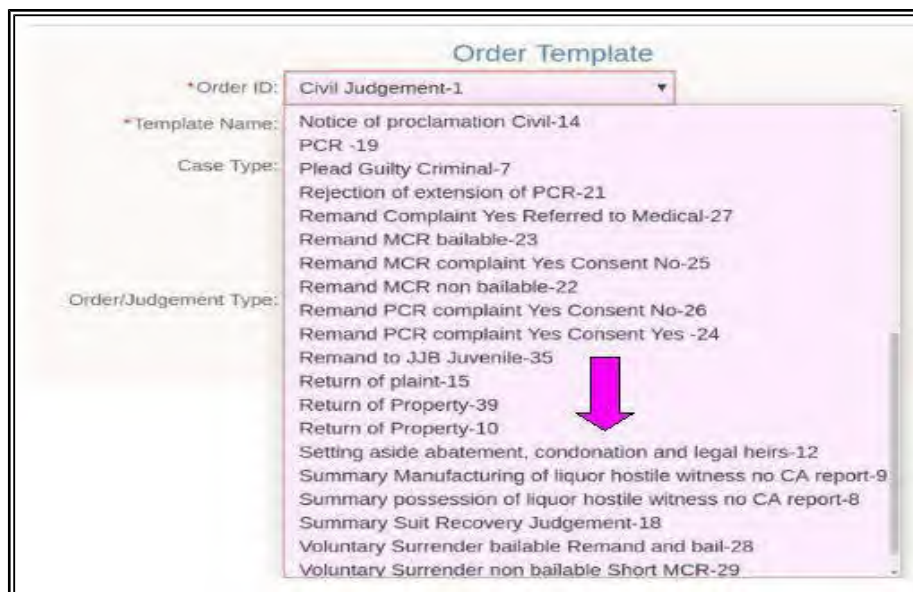 Order Template
*Order ID: Civil Judgement-1
*Template Name:
Notice of proclamation Civil-14
PCR -19
Case Type:
Plead Guilty Criminal-7
Rejection of extension of PCR-21
Remand Complaint Yes Referred to Medical-27
Remand MCR bailable-23
Remand MCR complaint Yes Consent No-25
Remand MCR non bailable-22
Order/Judgement Type:
Remand PCR complaint Yes Consent No-26
Remand PCR complaint Yes Consent Yes -24
Remand to JJB Juvenile-35
Return of plaint-15
Return of Property-39
Return of Property-10
Setting aside abatement, condonation and legal heirs-12
Summary Manufacturing of liquor hostile witness no CA report-9
Summary possession of liquor hostile witness no CA report-8
Summary Suit Recovery Judgement-18
Voluntary Surrender bailable Remand and bail-28
Voluntary Surrender non bailable Short MCR-29